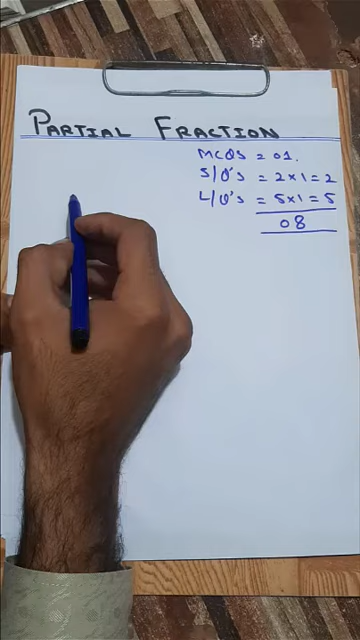 PARTIAL FRACTION
MCQS = 01.
S/Q's = 2×1=2
L/Q's = 5×1=5
08